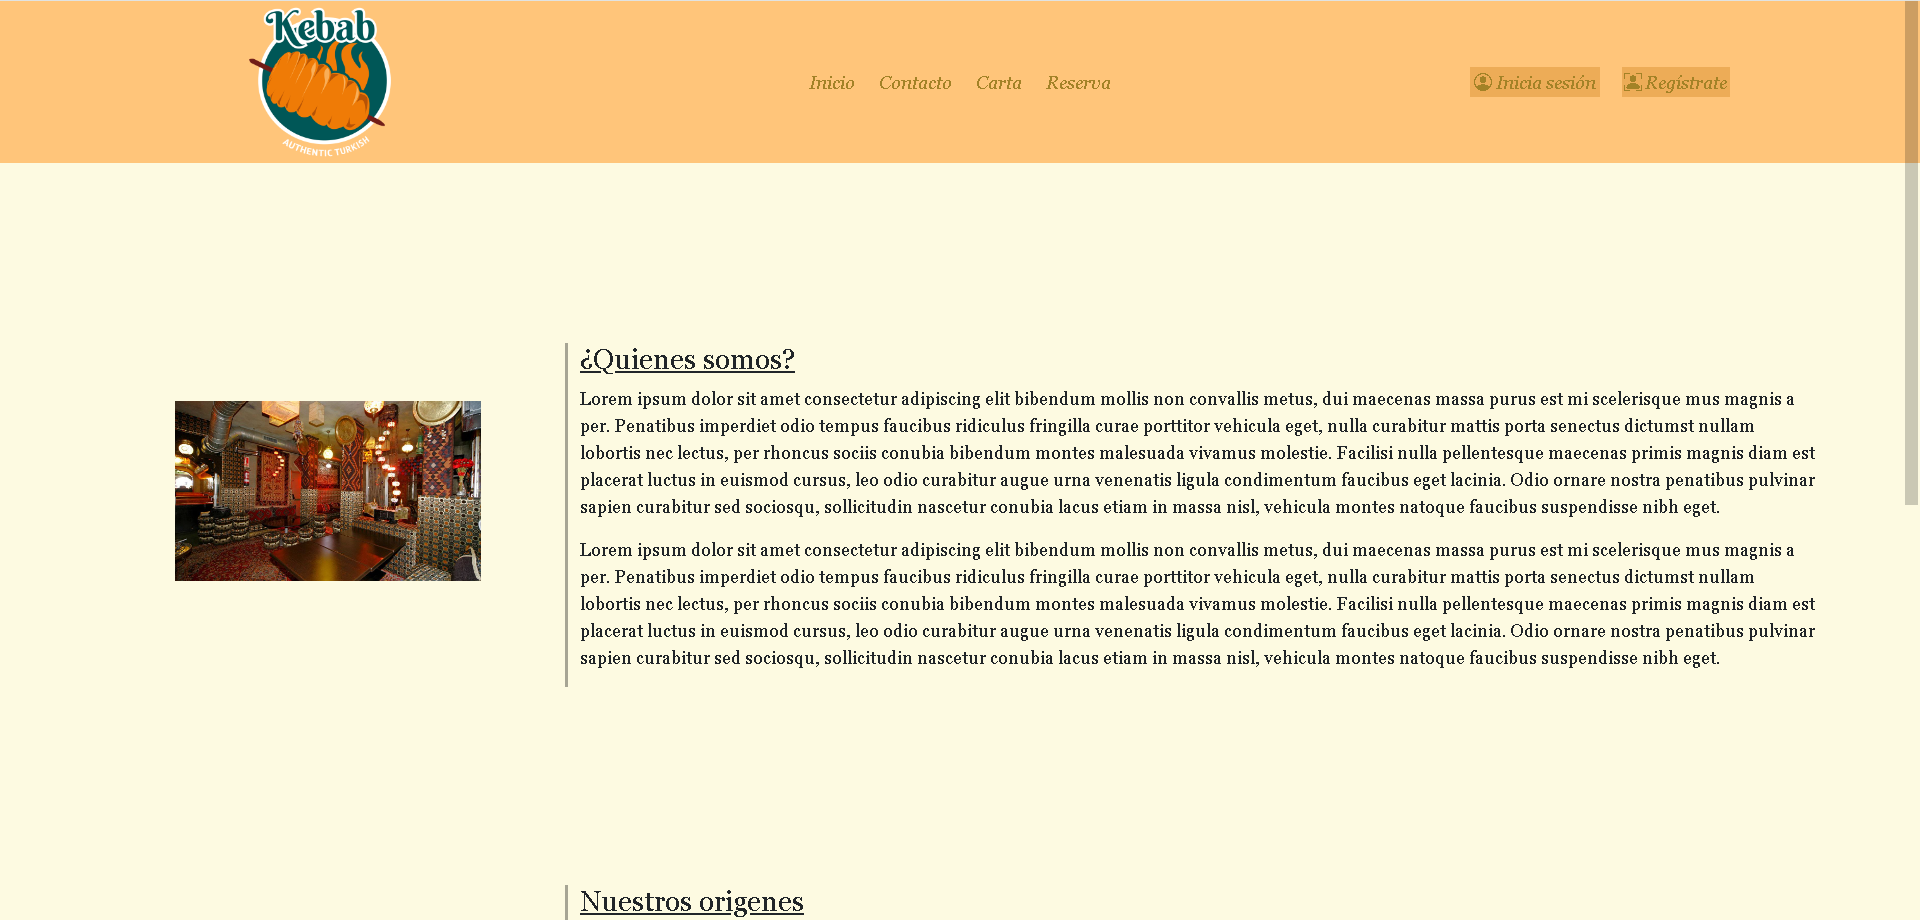 Kebab
AUTHENTIC TURKISH
Inicio Contacto Carta Reserva
Inicia sesión Regístrate
¿Quienes somos?
Lorem ipsum dolor sit amet consectetur adipiscing elit bibendum mollis non convallis metus, dui maecenas massa purus est mi scelerisque mus magnis a
per. Penatibus imperdiet odio tempus faucibus ridiculus fringilla curae porttitor vehicula eget, nulla curabitur mattis porta senectus dictumst nullam
lobortis nec lectus, per rhoncus sociis conubia bibendum montes malesuada vivamus molestie. Facilisi nulla pellentesque maecenas primis magnis diam est
placerat luctus in euismod cursus, leo odio curabitur augue urna venenatis ligula condimentum faucibus eget lacinia. Odio ornare nostra penatibus pulvinar
sapien curabitur sed sociosqu, sollicitudin nascetur conubia lacus etiam in massa nisl, vehicula montes natoque faucibus suspendisse nibh eget.
Lorem ipsum dolor sit amet consectetur adipiscing elit bibendum mollis non convallis metus, dui maecenas massa purus est mi scelerisque mus magnis a
per. Penatibus imperdiet odio tempus faucibus ridiculus fringilla curae porttitor vehicula eget, nulla curabitur mattis porta senectus dictumst nullam
lobortis nec lectus, per rhoncus sociis conubia bibendum montes malesuada vivamus molestie. Facilisi nulla pellentesque maecenas primis magnis diam est
placerat luctus in euismod cursus, leo odio curabitur augue urna venenatis ligula condimentum faucibus eget lacinia. Odio ornare nostra penatibus pulvinar
sapien curabitur sed sociosqu, sollicitudin nascetur conubia lacus etiam in massa nisl, vehicula montes natoque faucibus suspendisse nibh eget.
Nuestros origenes